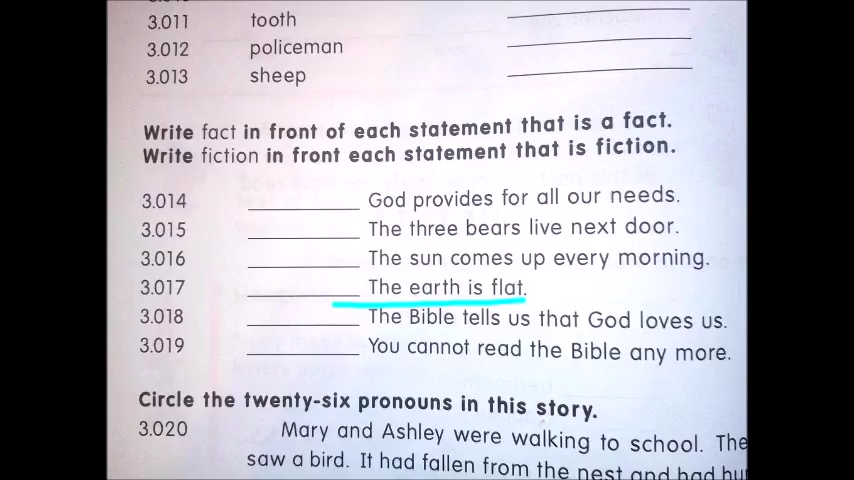 3.011 tooth
3.012 policeman
3.013 sheep
Write fact in front of each statement that is a fact.
Write fiction in front each statement that is fiction.
3.014 God provides for all our needs.
3.015 The three bears live next door.
3.016 The sun comes up every morning.
3.017 The earth is flat.
3.018 The Bible tells us that God loves us.
3.019 You cannot read the Bible any more.
Circle the twenty-six pronouns in this story.
3.020 Mary and Ashley were walking to school. The
saw a bird. It had fallen from the nest and had hu